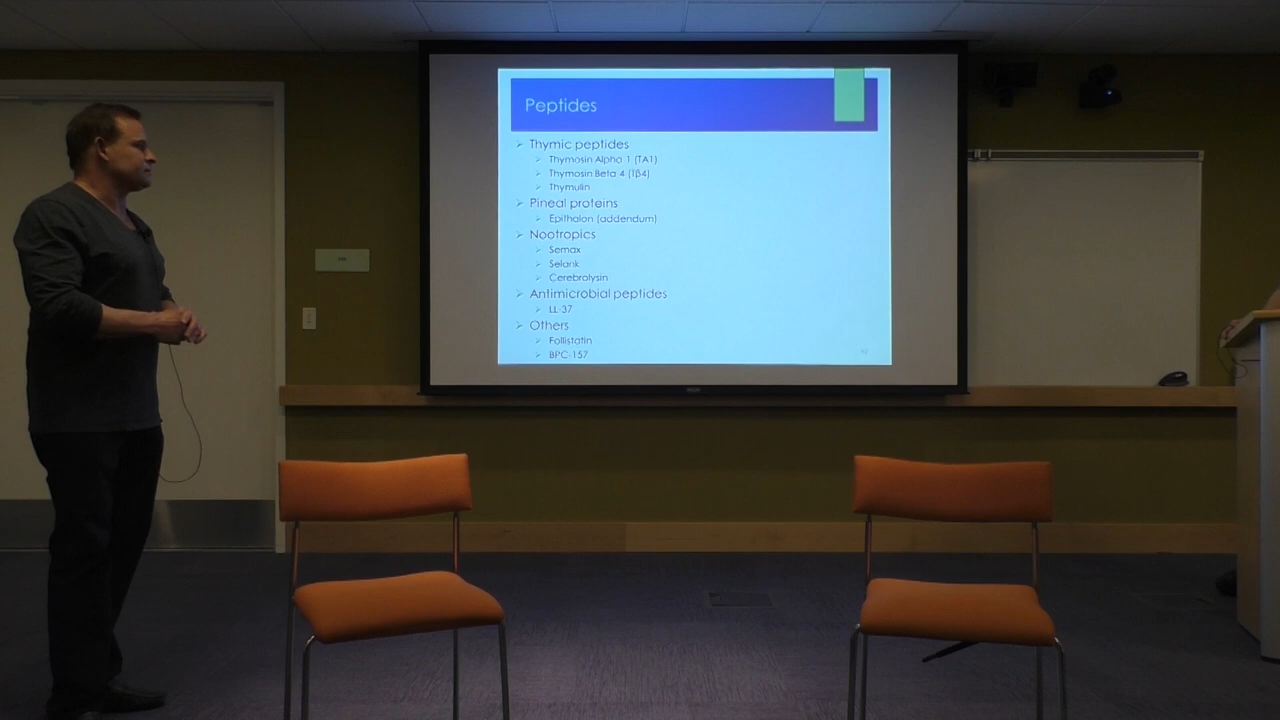 Peptides
Thymic peptides
Thymosin Alpha 1 (TA1)
Thymosin Beta 4 (Tβ4)
Thymulin
Pineal proteins
Epithalon (addendum)
Nootropics
Semax
Selank
Cerebrolysin
Antimicrobial peptides
LL-37
Others
Follistatin
BPC-157